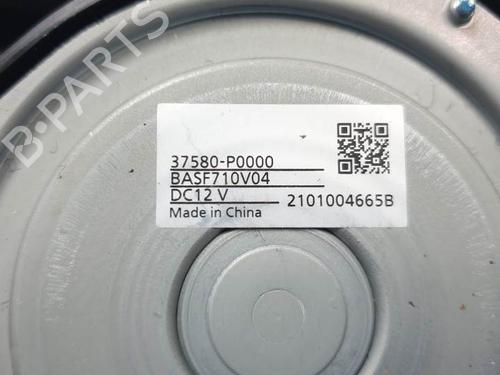 B-PARTS
37580-P0000
BASF710V04
DC12 V
2101004665B
Made in China